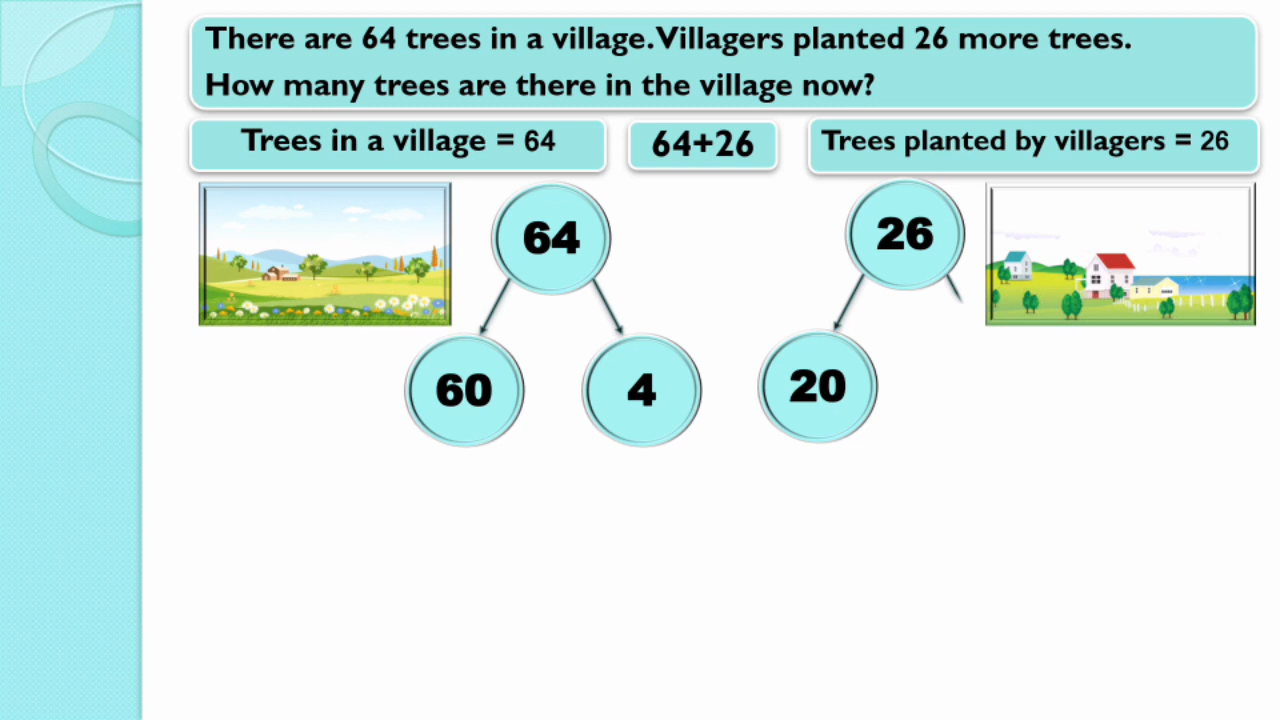 There are 64 trees in a village. Villagers planted 26 more trees.
How many trees are there in the village now?
Trees in a village = 64
64+26
Trees planted by villagers = 26
64
26
60
4
20